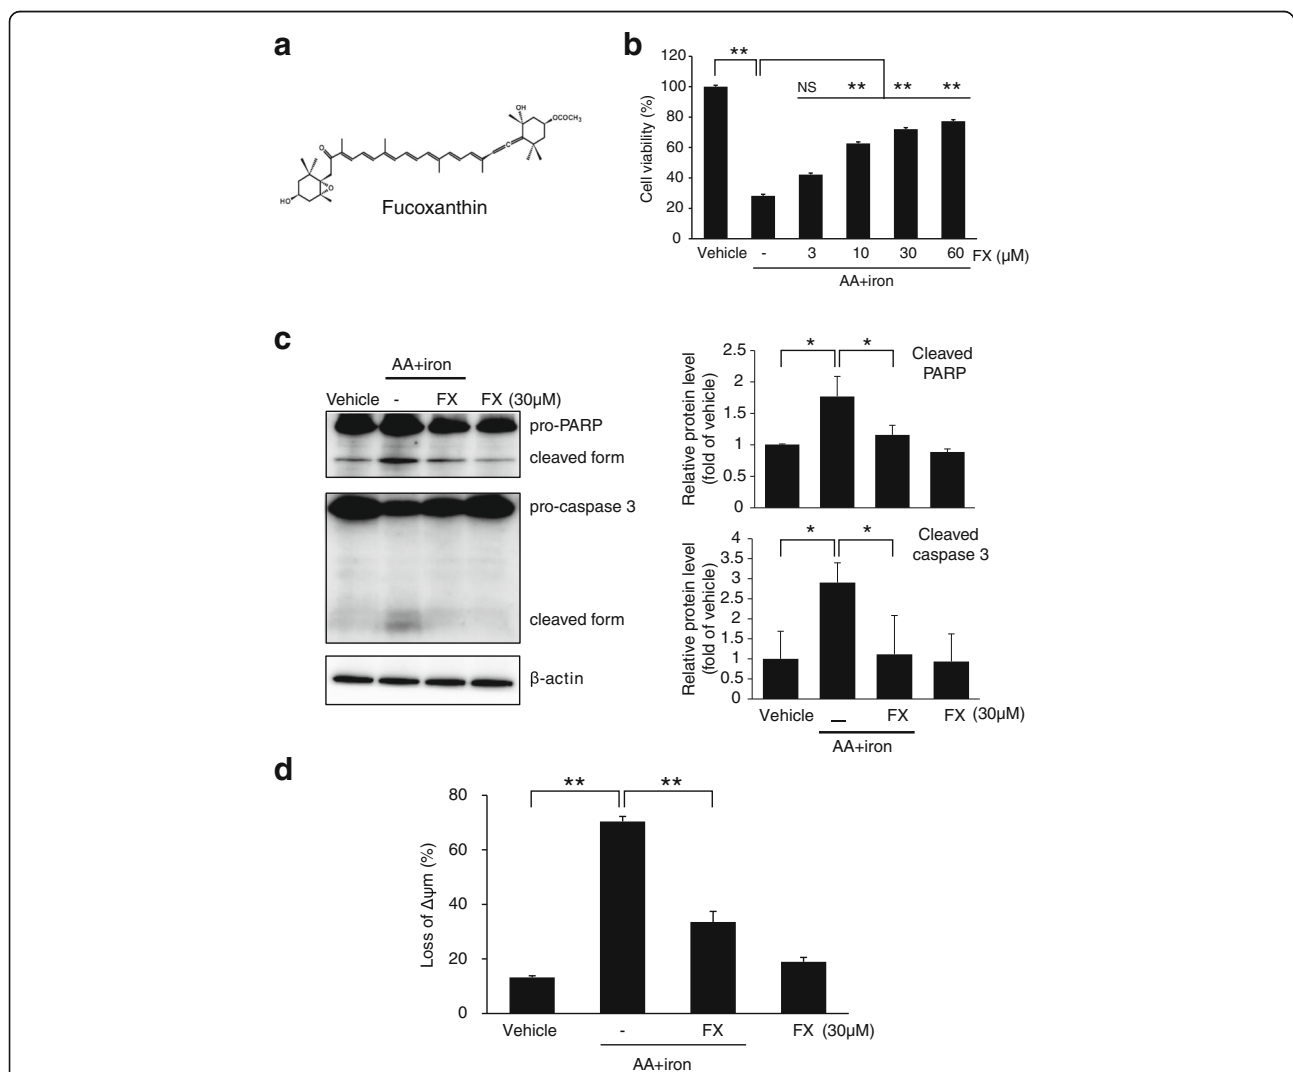 a
OH
OCOCH₃
O
O
HO
Fucoxanthin
b
Cell viability (%)
120
100
80
60
40
20
0
**
NS ** ** **
Vehicle - 3 10 30 60 FX (μM)
AA+iron
c
AA+iron
Vehicle - FX FX (30μM)
pro-PARP
cleaved form
pro-caspase 3
cleaved form
β-actin
Relative protein level
(fold of vehicle)
2.5
2
1.5
1
0.5
0
* *
Cleaved
PARP
Relative protein level
(fold of vehicle)
4
3.5
3
2.5
2
1.5
1
0.5
0
* *
Cleaved
caspase 3
Vehicle – FX FX (30μM)
AA+iron
d
Loss of Δψm (%)
80
60
40
20
0
** **
Vehicle - FX FX (30μM)
AA+iron